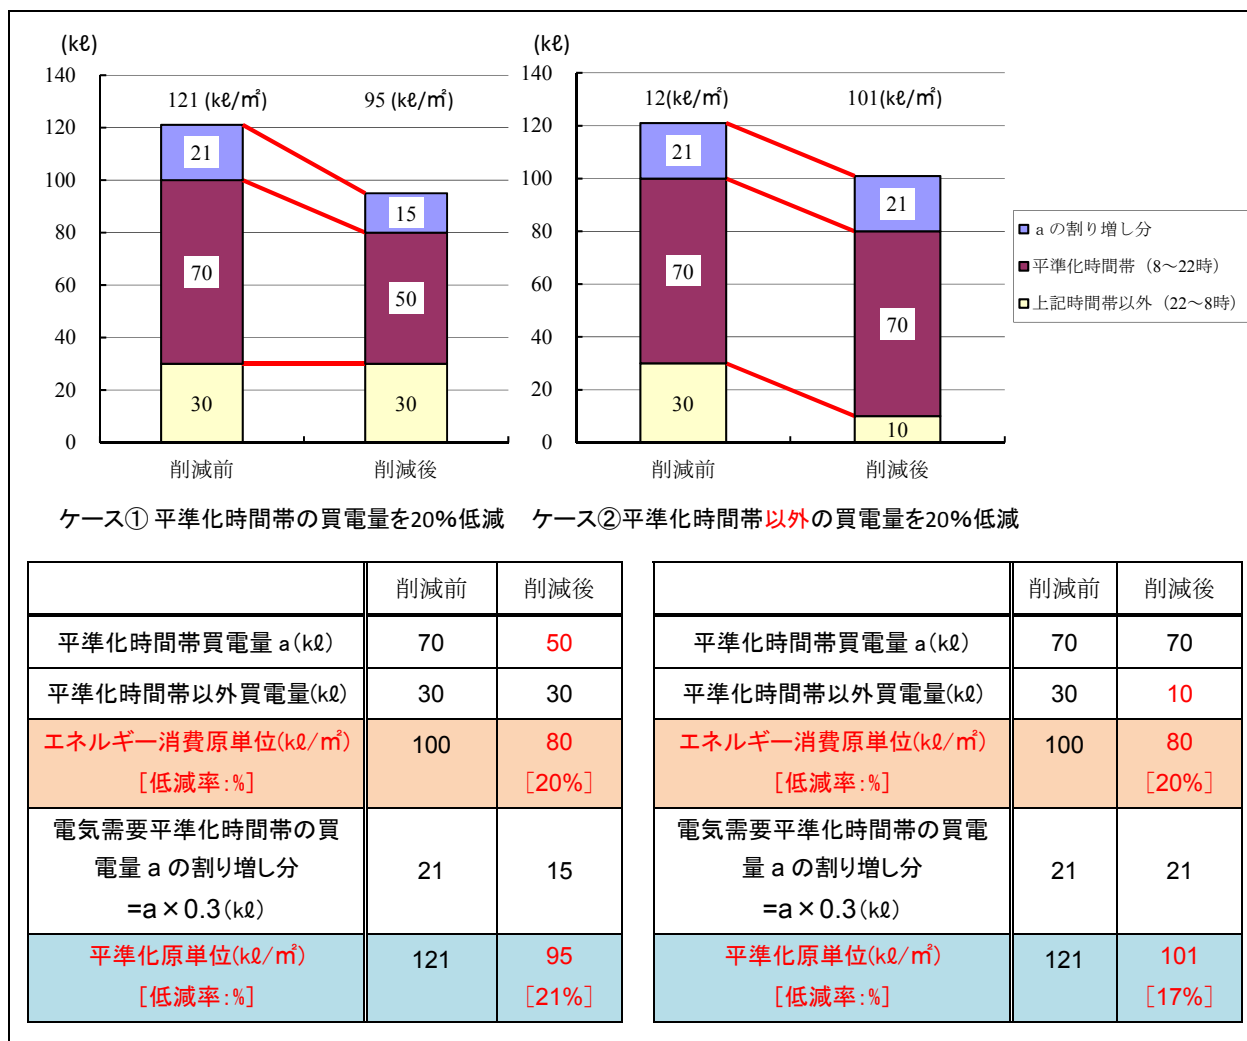 (kℓ)
140
120
100
80
60
40
20
0
121 (kℓ/㎡)
95 (kℓ/㎡)
21
70
30
15
50
30
削減前
削減後
(kℓ)
140
120
100
80
60
40
20
0
12(kℓ/㎡)
101(kℓ/㎡)
21
70
30
21
70
10
削減前
削減後
a の割り増し分
平準化時間帯（8～22時）
上記時間帯以外（22～8時）
ケース① 平準化時間帯の買電量を20%低減
ケース②平準化時間帯以外の買電量を20%低減
削減前 削減後
平準化時間帯買電量 a(kℓ) 70 50
平準化時間帯以外買電量(kℓ) 30 30
エネルギー消費原単位(kℓ/㎡) 100 80
［低減率:%］ ［20%］
電気需要平準化時間帯の買
電量 a の割り増し分 21 15
=a×0.3(kℓ)
平準化原単位(kℓ/㎡) 121 95
［低減率:%］ ［21%］
削減前 削減後
平準化時間帯買電量 a(kℓ) 70 70
平準化時間帯以外買電量(kℓ) 30 10
エネルギー消費原単位(kℓ/㎡) 100 80
［低減率:%］ ［20%］
電気需要平準化時間帯の買電
量 a の割り増し分 21 21
=a×0.3(kℓ)
平準化原単位(kℓ/㎡) 121 101
［低減率:%］ ［17%］